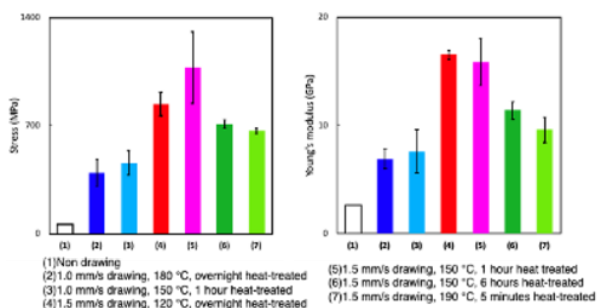 1400
700
0
Stress (MPa)
(1) (2) (3) (4) (5) (6) (7)
20
10
0
Young's modulus (GPa)
(1) (2) (3) (4) (5) (6) (7)
(1)Non drawing
(2)1.0 mm/s drawing, 180 °C, overnight heat-treated
(3)1.0 mm/s drawing, 150 °C, 1 hour heat-treated
(4)1.5 mm/s drawing, 120 °C, overnight heat-treated
(5)1.5 mm/s drawing, 150 °C, 1 hour heat treated
(6)1.5 mm/s drawing, 150 °C, 6 hours heat-treated
(7)1.5 mm/s drawing, 190 °C, 6 minutes heat-treated